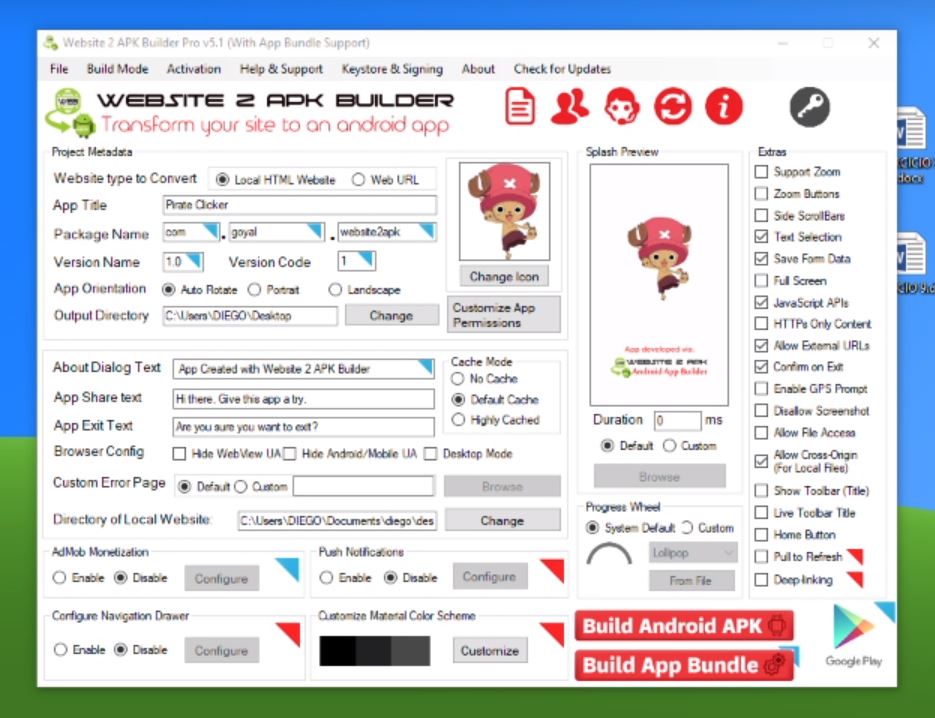 Website 2 APK Builder Pro v5.1 (With App Bundle Support)
File Build Mode Activation Help & Support Keystore & Signing About Check for Updates
WEBSITE 2 APK BUILDER
Transform your site to an android app
Project Metadata
Website type to Convert Local HTML Website Web URL
App Title Pirate Clicker
Package Name com . goyal . website2apk
Version Name 1.0 Version Code 1
App Orientation Auto Rotate Portrait Landscape
Output Directory C:\Users\DIEGO\Desktop Change
Change Icon
Customize App
Permissions
About Dialog Text App Created with Website 2 APK Builder
App Share text Hi there. Give this app a try.
App Exit Text Are you sure you want to exit?
Cache Mode
No Cache
Default Cache
Highly Cached
Browser Config Hide WebView UA Hide Android/Mobile UA Desktop Mode
Custom Error Page Default Custom Browse
Directory of Local Website: C:\Users\DIEGO\Documents\diego\des Change
AdMob Monetization
Enable Disable Configure
Push Notifications
Enable Disable Configure
Configure Navigation Drawer
Enable Disable Configure
Customize Material Color Scheme
Customize
Splash Preview
App developed via:
WEBSITE 2 APK
Android App Builder
Duration 0 ms
Default Custom
Browse
Progress Wheel
System Default Custom
Lolipop
From File
Build Android APK
Build App Bundle
Extras
Support Zoom
Zoom Buttons
Side ScrollBars
Text Selection
Save Form Data
Full Screen
JavaScript APIs
HTTPs Only Content
Allow External URLs
Confirm on Exit
Enable GPS Prompt
Disallow Screenshot
Allow File Access
Allow Cross-Origin
(For Local Files)
Show Toolbar (Title)
Live Toolbar Title
Home Button
Pull to Refresh
Deep-linking
Google Play